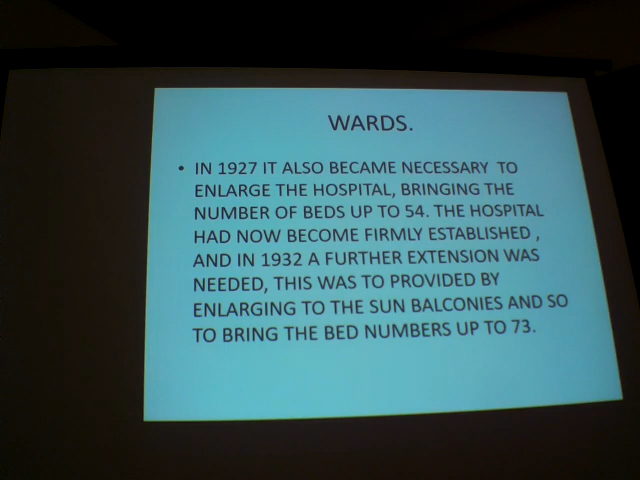 WARDS.
• IN 1927 IT ALSO BECAME NECESSARY TO
ENLARGE THE HOSPITAL, BRINGING THE
NUMBER OF BEDS UP TO 54. THE HOSPITAL
HAD NOW BECOME FIRMLY ESTABLISHED ,
AND IN 1932 A FURTHER EXTENSION WAS
NEEDED, THIS WAS TO PROVIDED BY
ENLARGING TO THE SUN BALCONIES AND SO
TO BRING THE BED NUMBERS UP TO 73.